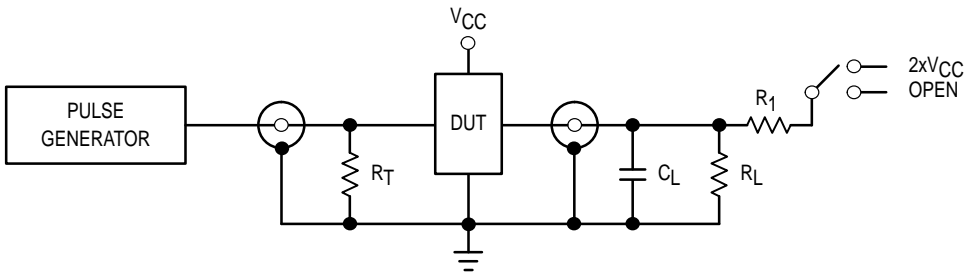 VCC
2xVCC
OPEN
PULSE
GENERATOR
DUT
R1
RT
CL
RL